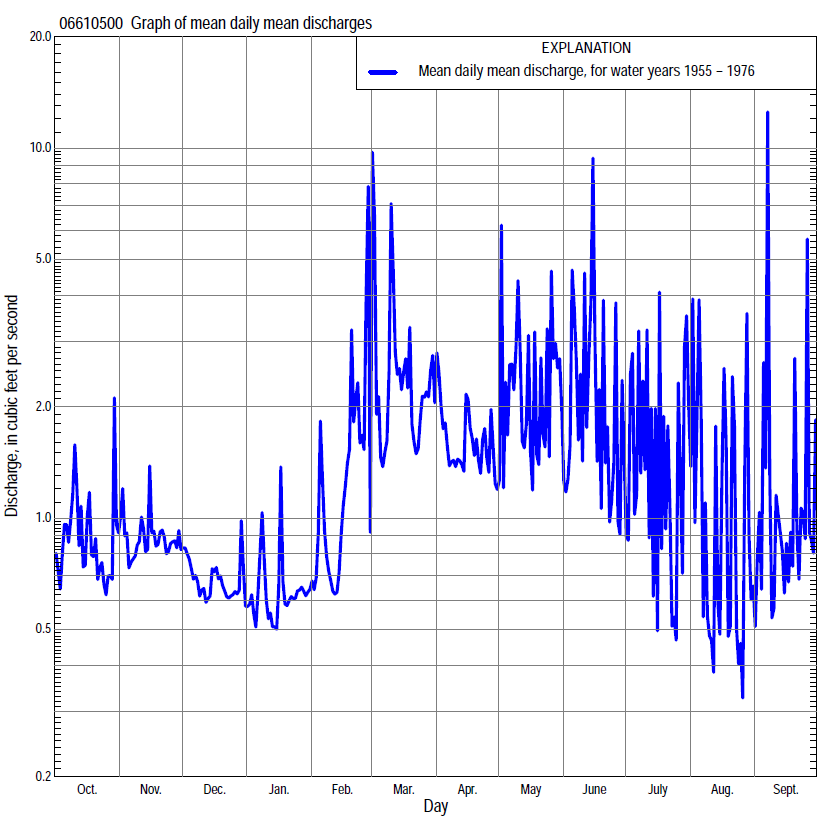 06610500 Graph of mean daily mean discharges
EXPLANATION
Mean daily mean discharge, for water years 1955 – 1976
20.0
10.0
5.0
2.0
1.0
0.5
0.2
Discharge, in cubic feet per second
Oct. Nov. Dec. Jan. Feb. Mar. Apr. May June July Aug. Sept.
Day